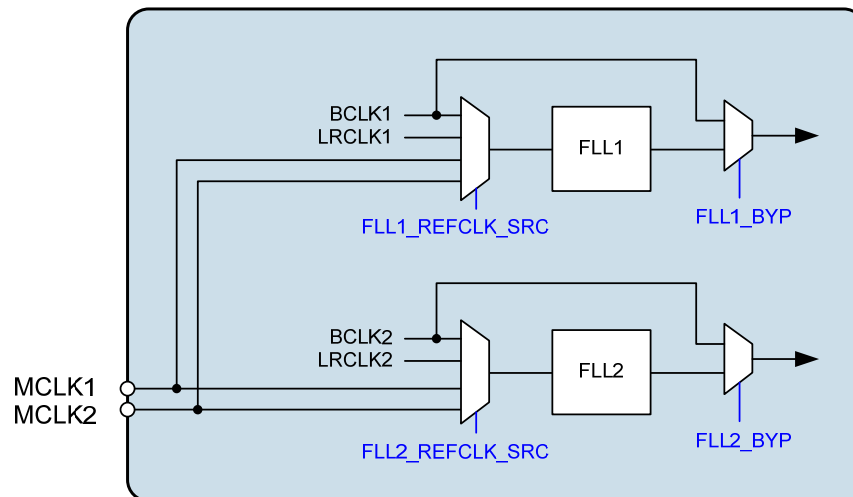 BCLK1
LRCLK1
FLL1
FLL1_REFCLK_SRC
FLL1_BYP
BCLK2
LRCLK2
FLL2
MCLK1
MCLK2
FLL2_REFCLK_SRC
FLL2_BYP